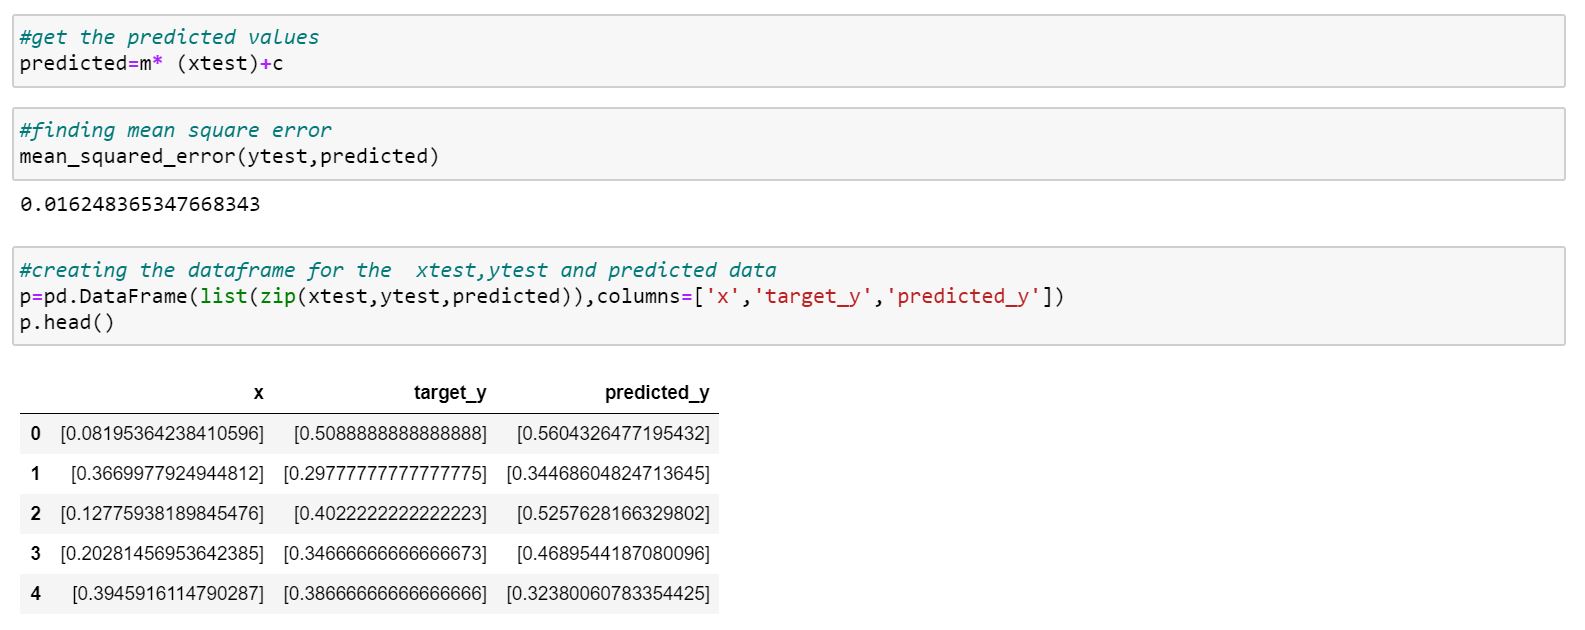 #get the predicted values
predicted=m* (xtest)+c
#finding mean square error
mean_squared_error(ytest,predicted)
0.016248365347668343
#creating the dataframe for the  xtest,ytest and predicted data
p=pd.DataFrame(list(zip(xtest,ytest,predicted)),columns=['x','target_y','predicted_y'])
p.head()
x target_y predicted_y
0 [0.08195364238410596] [0.5088888888888888] [0.5604326477195432]
1 [0.3669977924944812] [0.29777777777777775] [0.34468604824713645]
2 [0.12775938189845476] [0.4022222222222223] [0.5257628166329802]
3 [0.20281456953642385] [0.34666666666666673] [0.4689544187080096]
4 [0.3945916114790287] [0.38666666666666666] [0.32380060783354425]